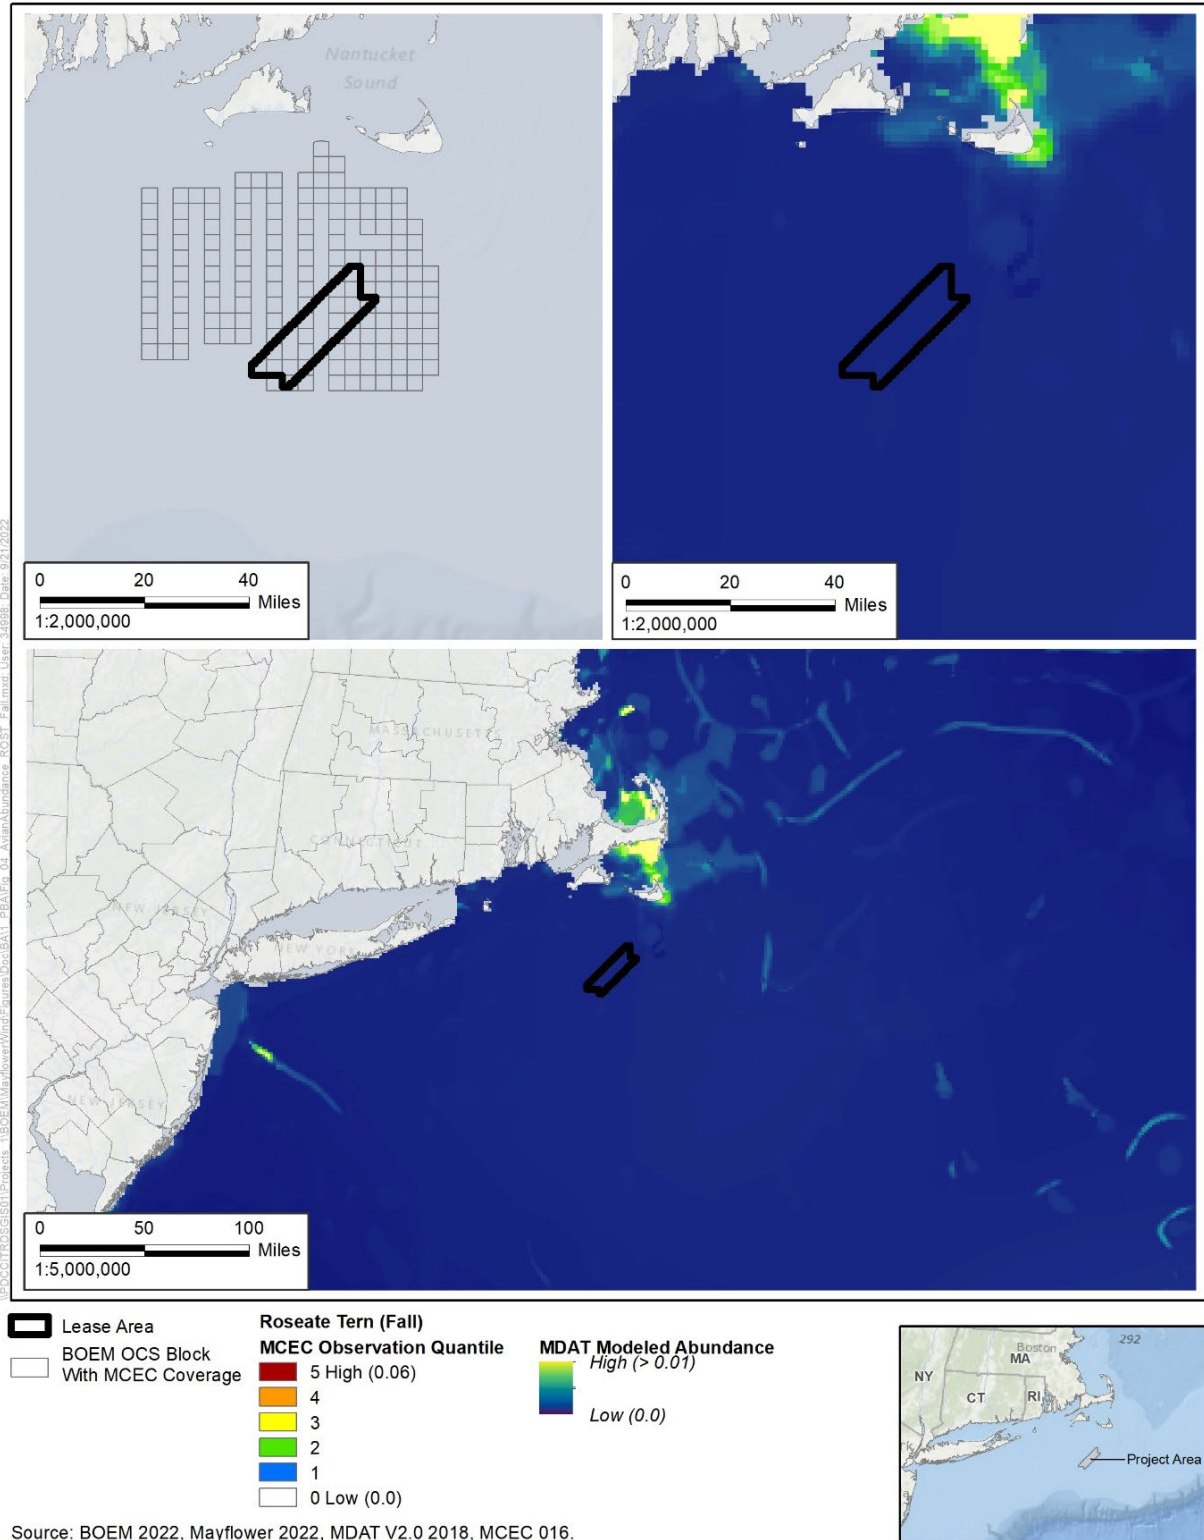 Nantucket
Sound
0 20 40
Miles
1:2,000,000
0 20 40
Miles
1:2,000,000
MASSACHUSETTS
CONNECTICUT
NEW JERSEY
NEW YORK
NEW JERSEY
0 50 100
Miles
1:5,000,000
Lease Area
BOEM OCS Block
With MCEC Coverage
Roseate Tern (Fall)
MCEC Observation Quantile
5 High (0.06)
4
3
2
1
0 Low (0.0)
MDAT Modeled Abundance
High (> 0.01)
Low (0.0)
292
Boston
MA
NY
CT
RI
Project Area
Source: BOEM 2022, Mayflower 2022, MDAT V2.0 2018, MCEC 016.